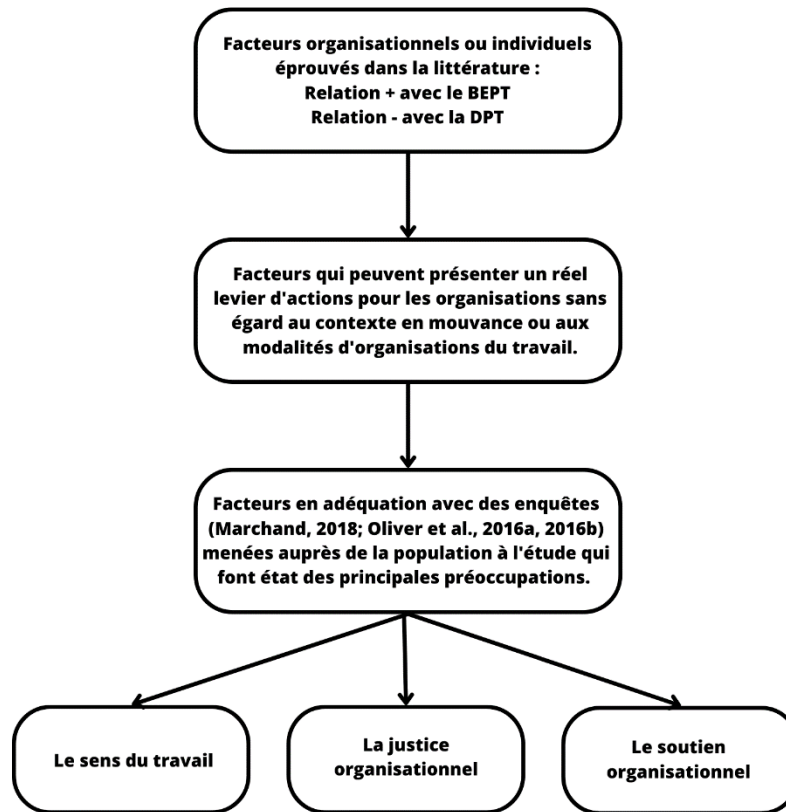 Facteurs organisationnels ou individuels
éprouvés dans la littérature :
Relation + avec le BEPT
Relation - avec la DPT
Facteurs qui peuvent présenter un réel
levier d'actions pour les organisations sans
égard au contexte en mouvance ou aux
modalités d'organisations du travail.
Facteurs en adéquation avec des enquêtes
(Marchand, 2018; Oliver et al., 2016a, 2016b)
menées auprès de la population à l'étude qui
font état des principales préoccupations.
Le sens du travail
La justice
organisationnel
Le soutien
organisationnel